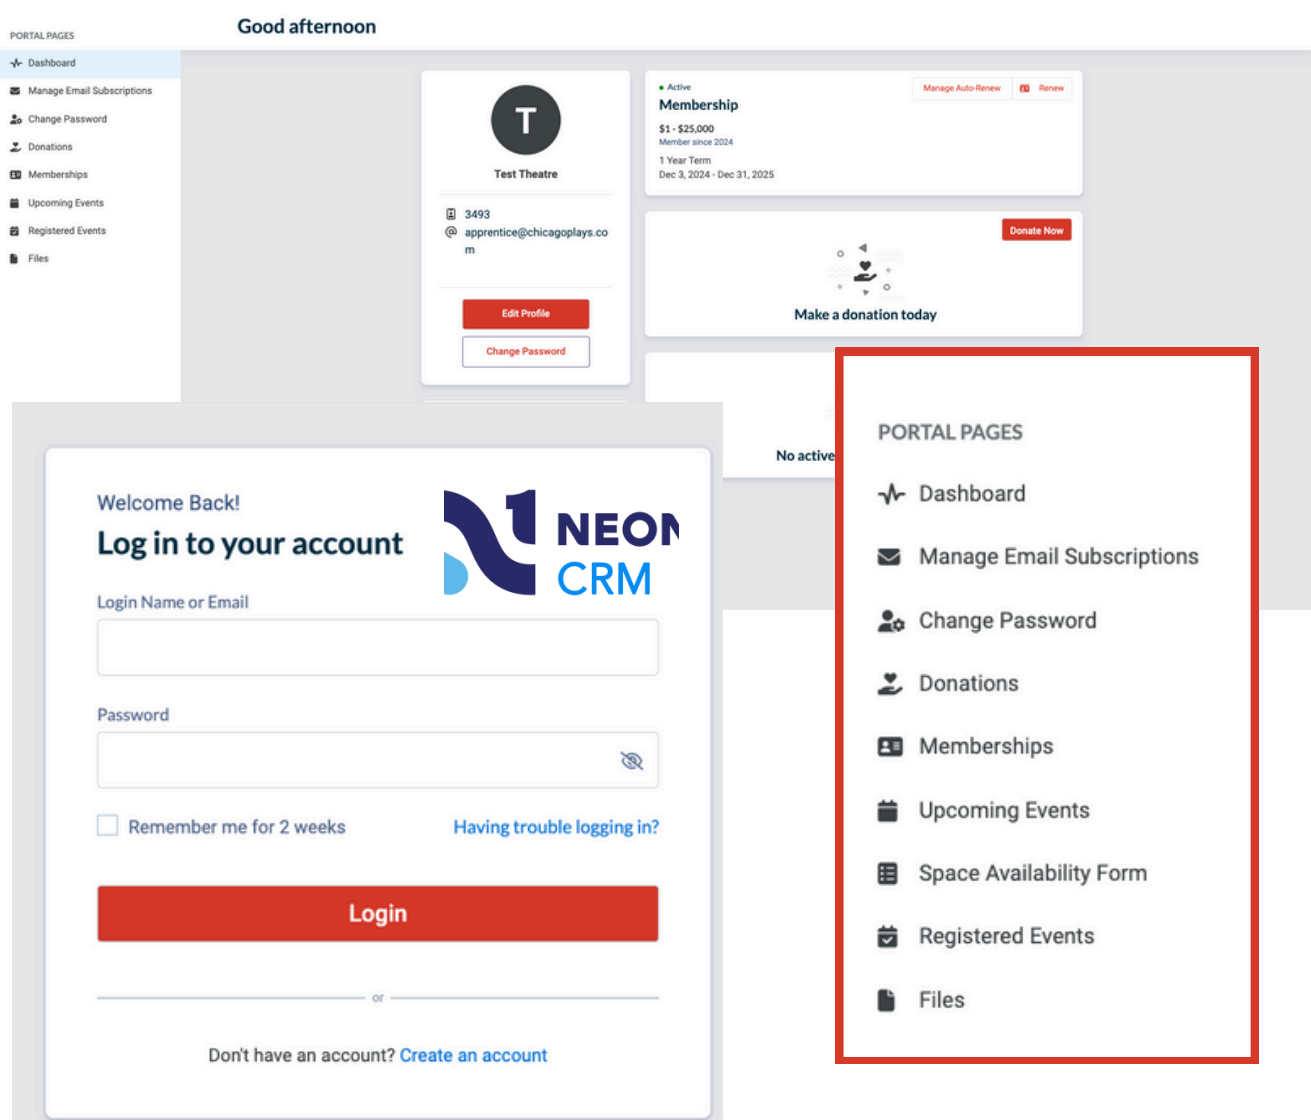 Good afternoon
PORTAL PAGES
Dashboard
Manage Email Subscriptions
Change Password
Donations
Memberships
Upcoming Events
Registered Events
Files
T
Test Theatre
3493
apprentice@chicagoplays.co
m
Edit Profile
Change Password
Active
Membership
Manage Auto-Renew
Renew
$1 - $25,000
Member since 2024
1 Year Term
Dec 3, 2024 - Dec 31, 2025
Donate Now
Make a donation today
No active
Welcome Back!
Log in to your account
NEON
CRM
Login Name or Email
Password
Remember me for 2 weeks
Having trouble logging in?
Login
or
Don't have an account? Create an account
PORTAL PAGES
Dashboard
Manage Email Subscriptions
Change Password
Donations
Memberships
Upcoming Events
Space Availability Form
Registered Events
Files